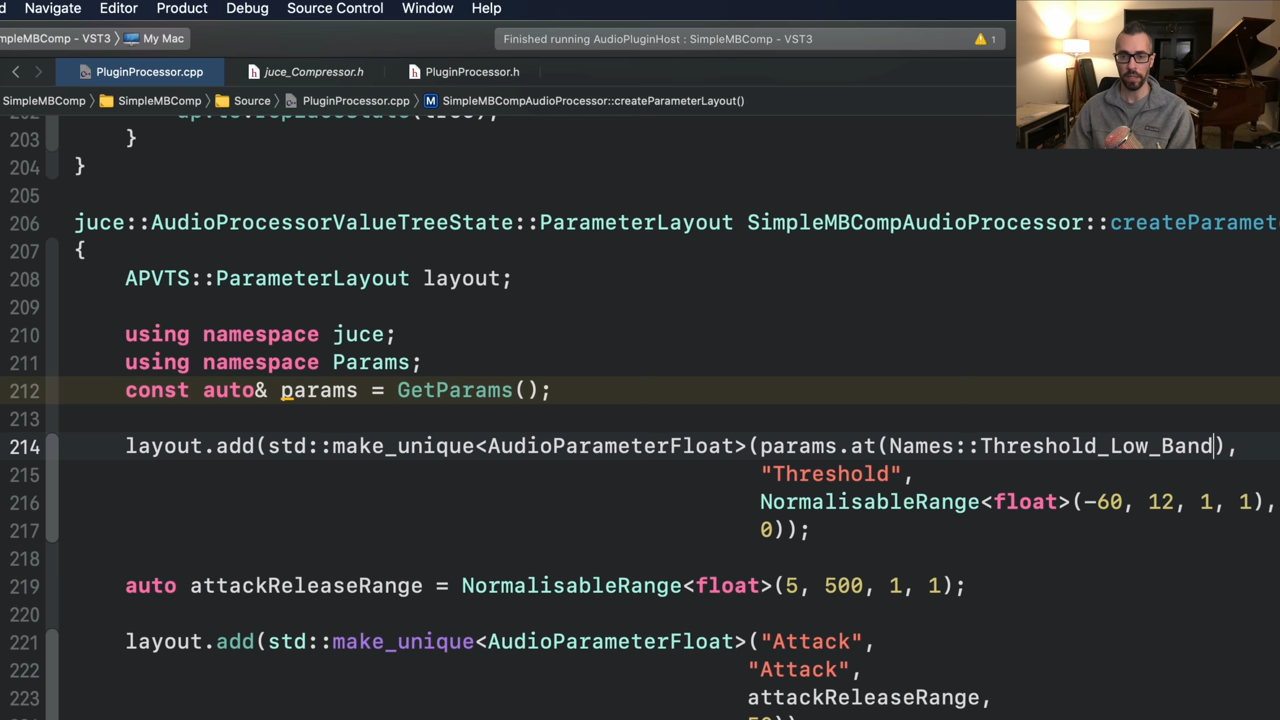 Navigate Editor Product Debug Source Control Window Help
mpleMBComp - VST3 My Mac Finished running AudioPluginHost : SimpleMBComp - VST3 1
PluginProcessor.cpp juce_Compressor.h PluginProcessor.h
SimpleMBComp SimpleMBComp Source PluginProcessor.cpp M SimpleMBCompAudioProcessor::createParameterLayout()
203 }
204 }
205
206 juce::AudioProcessorValueTreeState::ParameterLayout SimpleMBCompAudioProcessor::createParamet
207 {
208 APVTS::ParameterLayout layout;
209
210 using namespace juce;
211 using namespace Params;
212 const auto& params = GetParams();
213
214 layout.add(std::make_unique<AudioParameterFloat>(params.at(Names::Threshold_Low_Band),
215 "Threshold",
216 NormalisableRange<float>(-60, 12, 1, 1),
217 0));
218
219 auto attackReleaseRange = NormalisableRange<float>(5, 500, 1, 1);
220
221 layout.add(std::make_unique<AudioParameterFloat>("Attack",
222 "Attack",
223 attackReleaseRange,